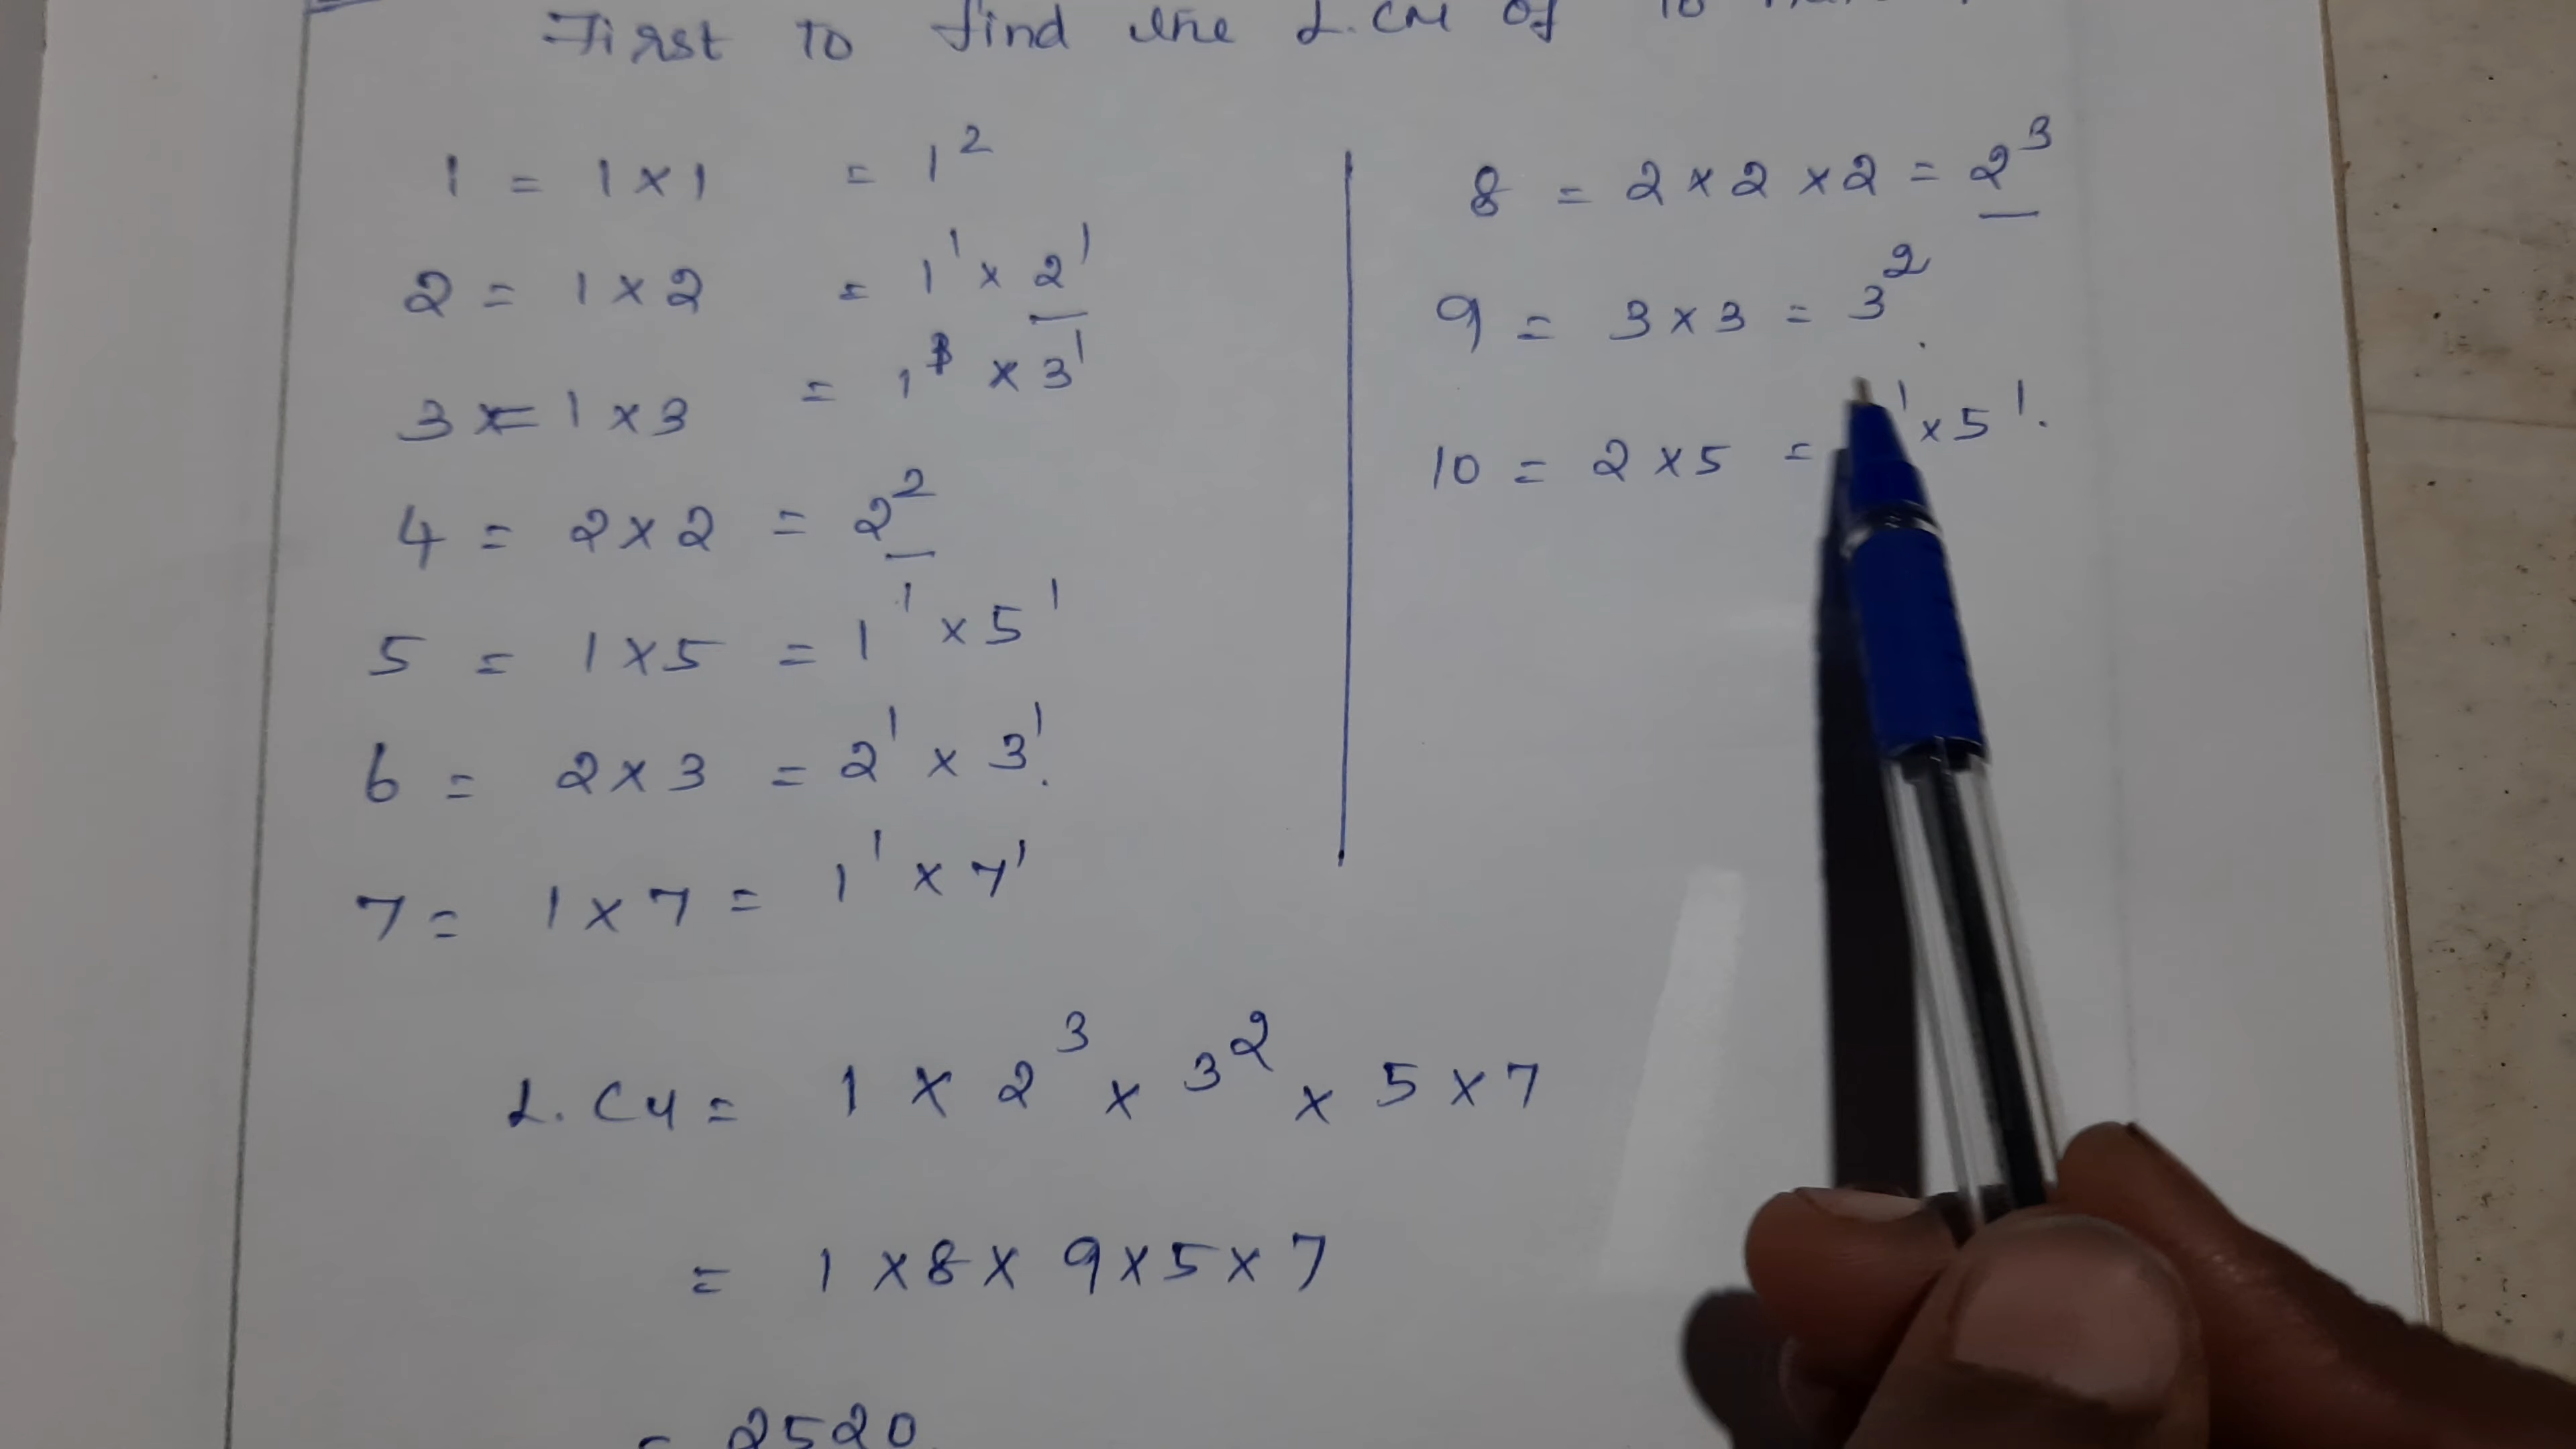 First to find the L.CM of 10
1 = 1 × 1 = 1²
2 = 1 × 2 = 1¹ × 2¹
3 = 1 × 3 = 1¹ × 3¹
4 = 2 × 2 = 2²
5 = 1 × 5 = 1¹ × 5¹
6 = 2 × 3 = 2¹ × 3¹.
7 = 1 × 7 = 1¹ × 7¹
8 = 2 × 2 × 2 = 2³
9 = 3 × 3 = 3².
10 = 2 × 5 = ¹ × 5¹.
L.CM = 1 × 2³ × 3² × 5 × 7
= 1 × 8 × 9 × 5 × 7
= 2520